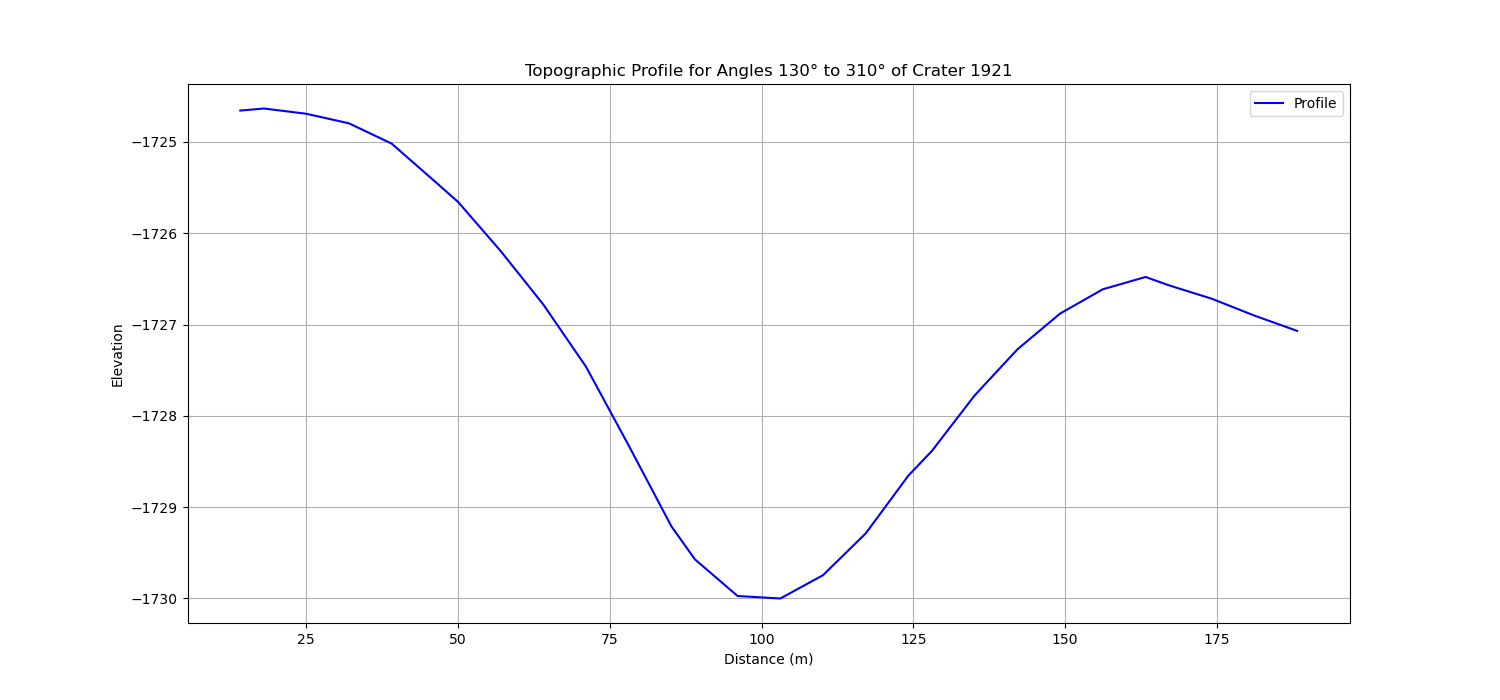 Topographic Profile for Angles 130° to 310° of Crater 1921
Profile
−1725
−1726
−1727
−1728
−1729
−1730
Elevation
25 50 75 100 125 150 175
Distance (m)